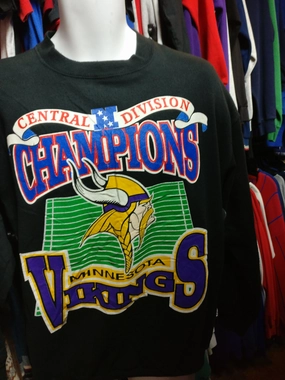 CENTRAL DIVISION
CHAMPIONS
MINNESOTA
VIKINGS